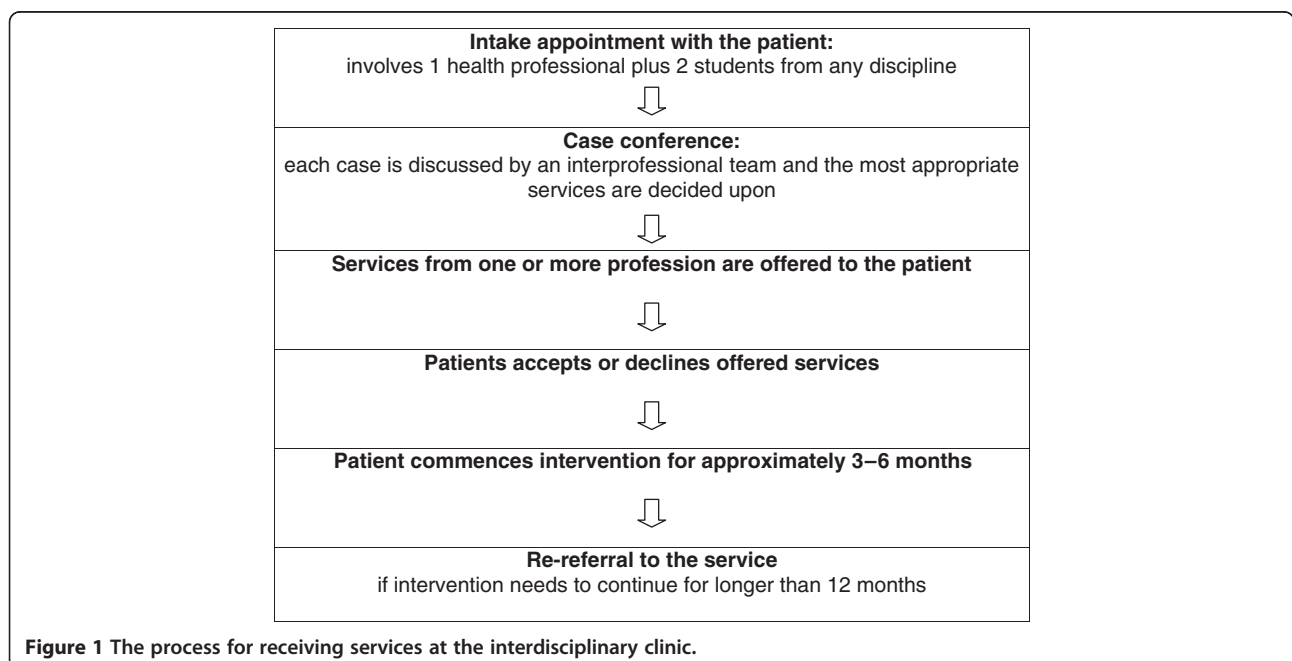 Intake appointment with the patient:
involves 1 health professional plus 2 students from any discipline
Case conference:
each case is discussed by an interprofessional team and the most appropriate
services are decided upon
Services from one or more profession are offered to the patient
Patients accepts or declines offered services
Patient commences intervention for approximately 3–6 months
Re-referral to the service
if intervention needs to continue for longer than 12 months
Figure 1 The process for receiving services at the interdisciplinary clinic.